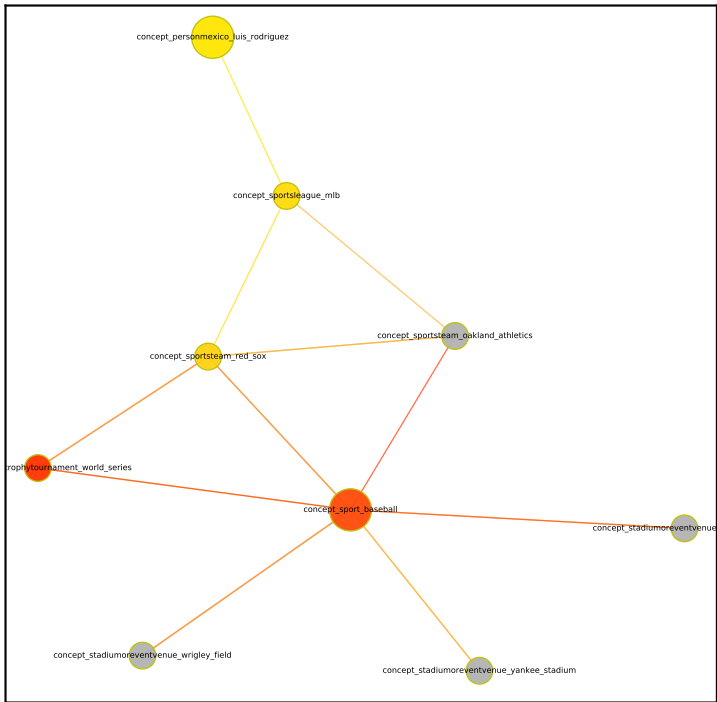 concept_personmexico_luis_rodriguez
concept_sportsleague_mlb
concept_sportsteam_oakland_athletics
concept_sportsteam_red_sox
rophytournament_world_series
concept_sport_baseball
concept_stadiumoreventvenue
concept_stadiumoreventvenue_wrigley_field
concept_stadiumoreventvenue_yankee_stadium